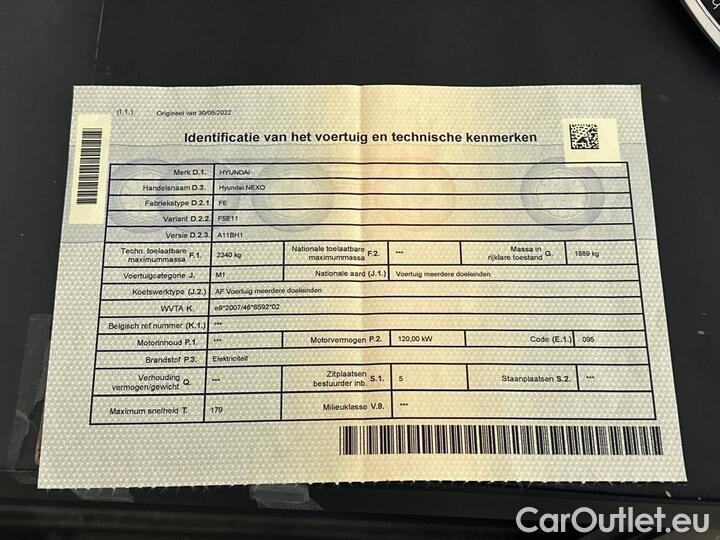 (I.1.) Origineel van 30/05/2022
Identificatie van het voertuig en technische kenmerken
Merk D.1. HYUNDAI
Handelsnaam D.3. Hyundai NEXO
Fabriekstype D.2.1. FE
Variant D.2.2. F5E11
Versie D.2.3. A11BH1
Techn. toelaatbare maximummassa F.1. 2340 kg Nationale toelaatbare maximummassa F.2. *** Massa in rijklare toestand G. 1889 kg
Voertuigcategorie J. M1 Nationale aard (J.1.) Voertuig meerdere doeleinden
Koetswerktype (J.2.) AF Voertuig meerdere doeleinden
WVTA K. e9*2007/46*6592*02
Belgisch ref.nummer (K.1.) ***
Motorinhoud P.1. *** Motorvermogen P.2. 120,00 kW Code (E.1.) 095
Brandstof P.3. Elektriciteit
Verhouding vermogen/gewicht Q. *** Zitplaatsen bestuurder inb. S.1. 5 Staanplaatsen S.2. ***
Maximum snelheid T. 179 Milieuklasse V.9. ***
CarOutlet.eu